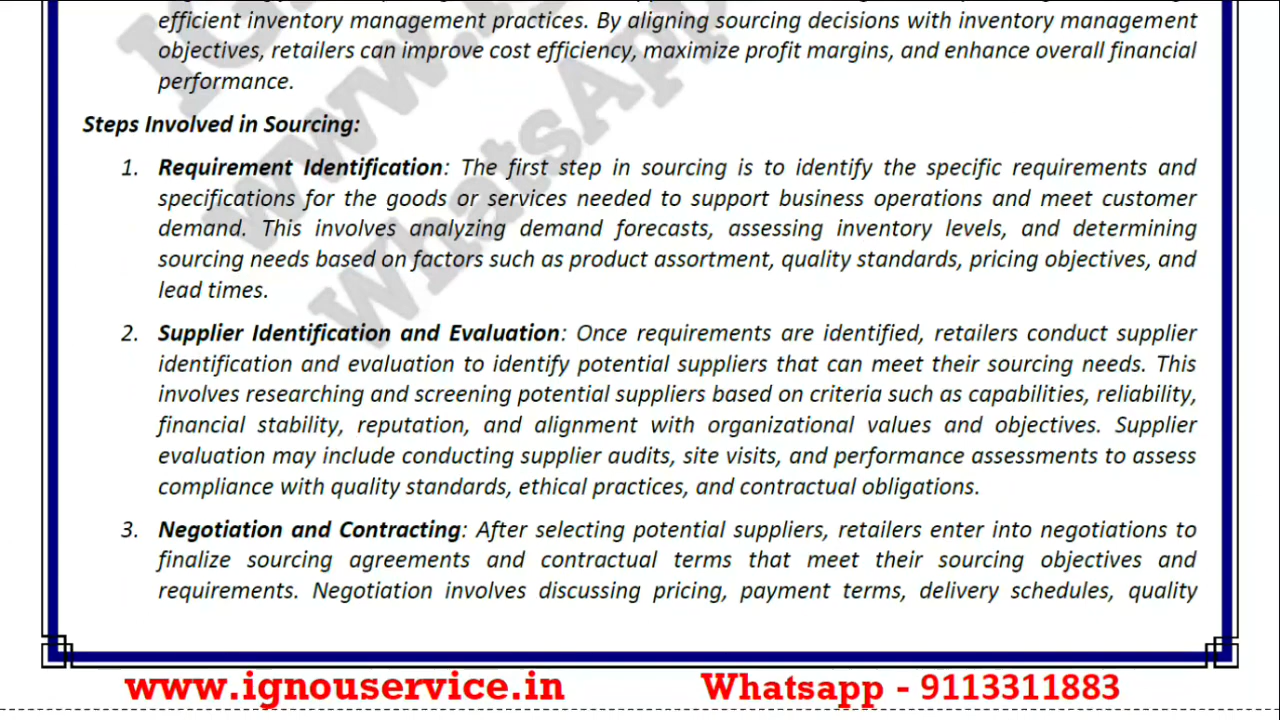 efficient inventory management practices. By aligning sourcing decisions with inventory management
objectives, retailers can improve cost efficiency, maximize profit margins, and enhance overall financial
performance.
Steps Involved in Sourcing:
1. Requirement Identification: The first step in sourcing is to identify the specific requirements and
specifications for the goods or services needed to support business operations and meet customer
demand. This involves analyzing demand forecasts, assessing inventory levels, and determining
sourcing needs based on factors such as product assortment, quality standards, pricing objectives, and
lead times.
2. Supplier Identification and Evaluation: Once requirements are identified, retailers conduct supplier
identification and evaluation to identify potential suppliers that can meet their sourcing needs. This
involves researching and screening potential suppliers based on criteria such as capabilities, reliability,
financial stability, reputation, and alignment with organizational values and objectives. Supplier
evaluation may include conducting supplier audits, site visits, and performance assessments to assess
compliance with quality standards, ethical practices, and contractual obligations.
3. Negotiation and Contracting: After selecting potential suppliers, retailers enter into negotiations to
finalize sourcing agreements and contractual terms that meet their sourcing objectives and
requirements. Negotiation involves discussing pricing, payment terms, delivery schedules, quality
www.ignouservice.in Whatsapp - 9113311883
WhatsApp